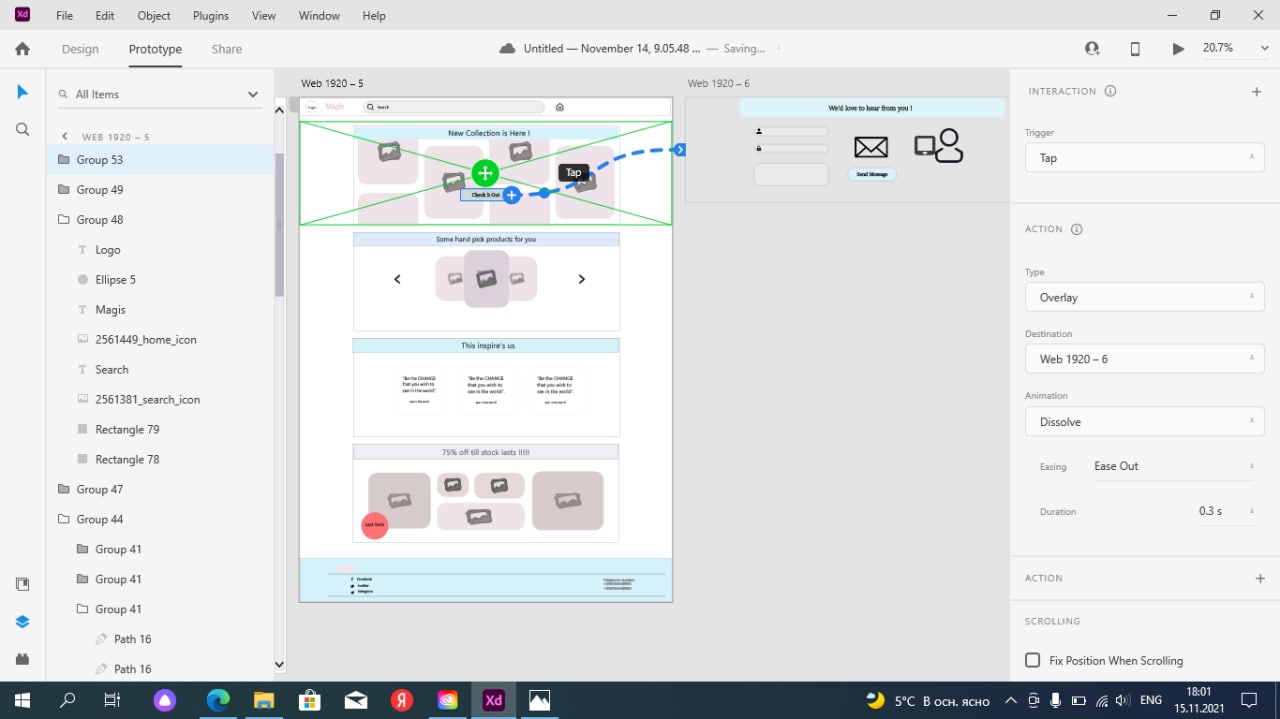 Xd File Edit Object Plugins View Window Help
Design Prototype Share
Untitled — November 14, 9.05.48 ... — Saving...
20.7%
All Items
WEB 1920 – 5
Group 53
Group 49
Group 48
Logo
Ellipse 5
Magis
2561449_home_icon
Search
2561381_search_icon
Rectangle 79
Rectangle 78
Group 47
Group 44
Group 41
Group 41
Group 41
Path 16
Path 16
Web 1920 – 5
Logo
Magis
Search
New Collection is Here !
Tap
Check It Out
Some hand pick products for you
This inspire's us
"Be the CHANGE
that you wish to
see in the world".
"Be the CHANGE
that you wish to
see in the world".
"Be the CHANGE
that you wish to
see in the world".
75% off till stock lasts !!!!!
Last Item
Facebook
Twitter
Instagram
Telephone number
Web 1920 – 6
We'd love to hear from you !
Send Message
INTERACTION
Trigger
Tap
ACTION
Type
Overlay
Destination
Web 1920 – 6
Animation
Dissolve
Easing Ease Out
Duration 0.3 s
ACTION
SCROLLING
Fix Position When Scrolling
Я
Xd
5°C В осн. ясно
ENG
18:01
15.11.2021